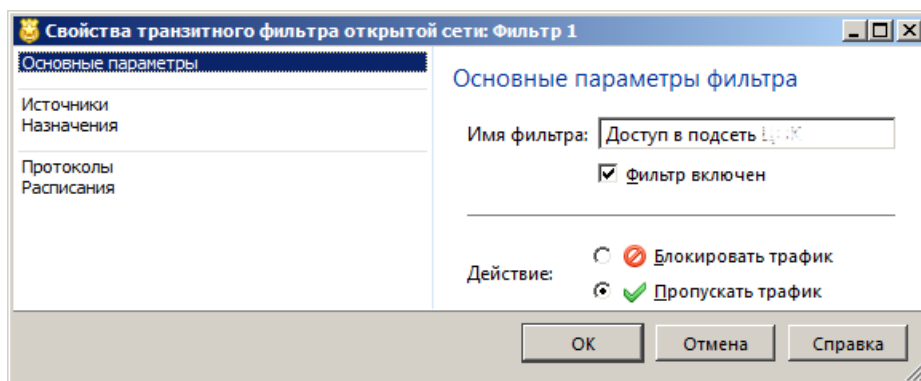 Свойства транзитного фильтра открытой сети: Фильтр 1
Основные параметры
Источники
Назначения
Протоколы
Расписания
Основные параметры фильтра
Имя фильтра: Доступ в подсеть
Фильтр включен
Действие:
Блокировать трафик
Пропускать трафик
ОК
Отмена
Справка